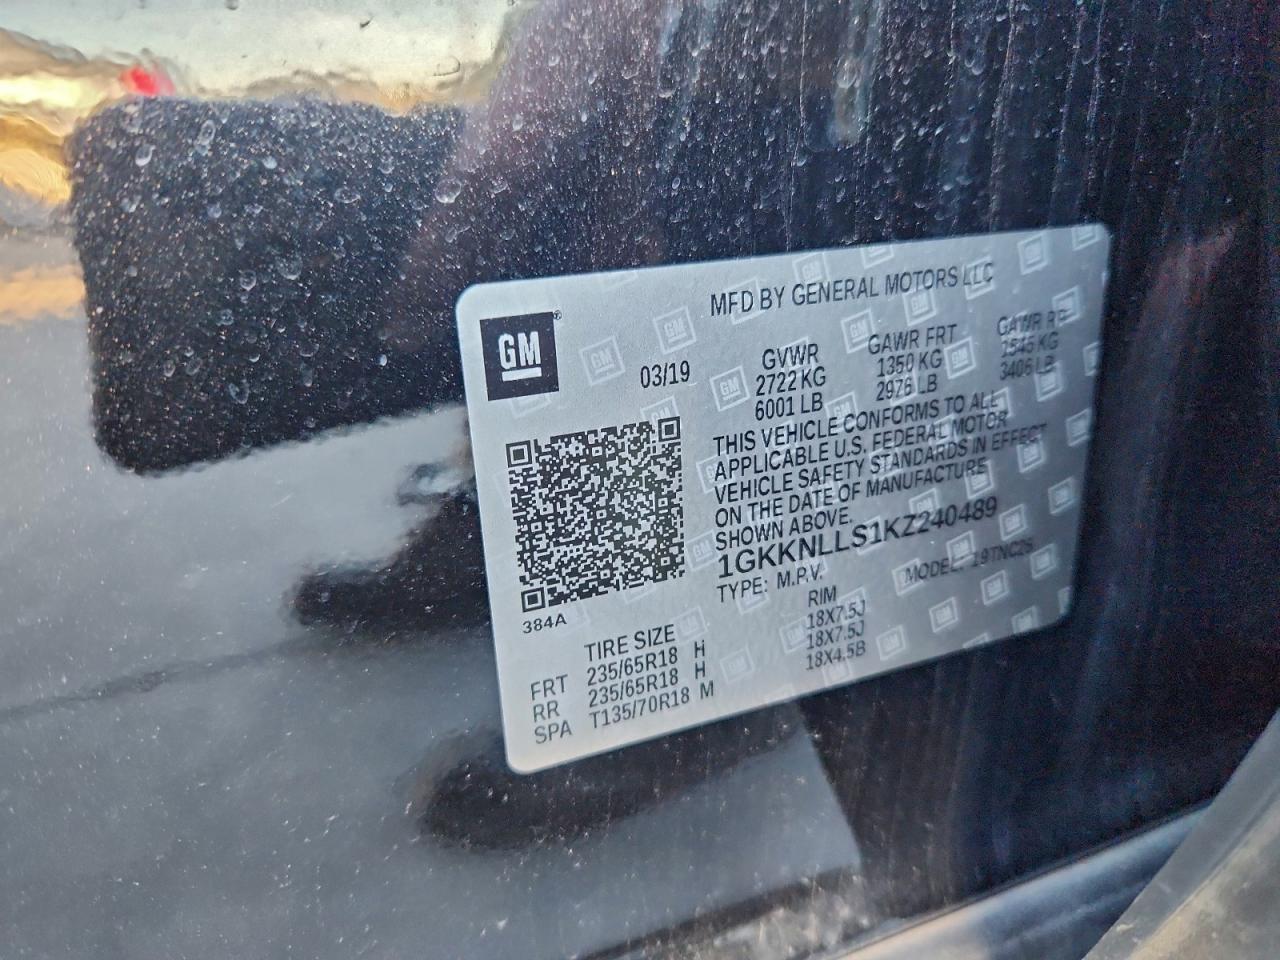 MFD BY GENERAL MOTORS LLC
GM
03/19
GVWR GAWR FRT GAWR RR
2722 KG 1350 KG 1545 KG
6001 LB 2976 LB 3406 LB
THIS VEHICLE CONFORMS TO ALL
APPLICABLE U.S. FEDERAL MOTOR
VEHICLE SAFETY STANDARDS IN EFFECT
ON THE DATE OF MANUFACTURE
SHOWN ABOVE.
1GKKNLLS1KZ240489
TYPE: M.P.V. MODEL: 19TNC26
384A
TIRE SIZE RIM
FRT 235/65R18 H 18X7.5J
RR 235/65R18 H 18X7.5J
SPA T135/70R18 M 18X4.5B